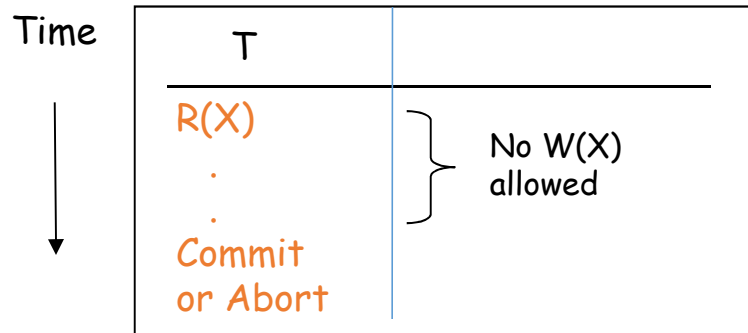 Time
T
R(X)
.
.
Commit
or Abort
No W(X)
allowed